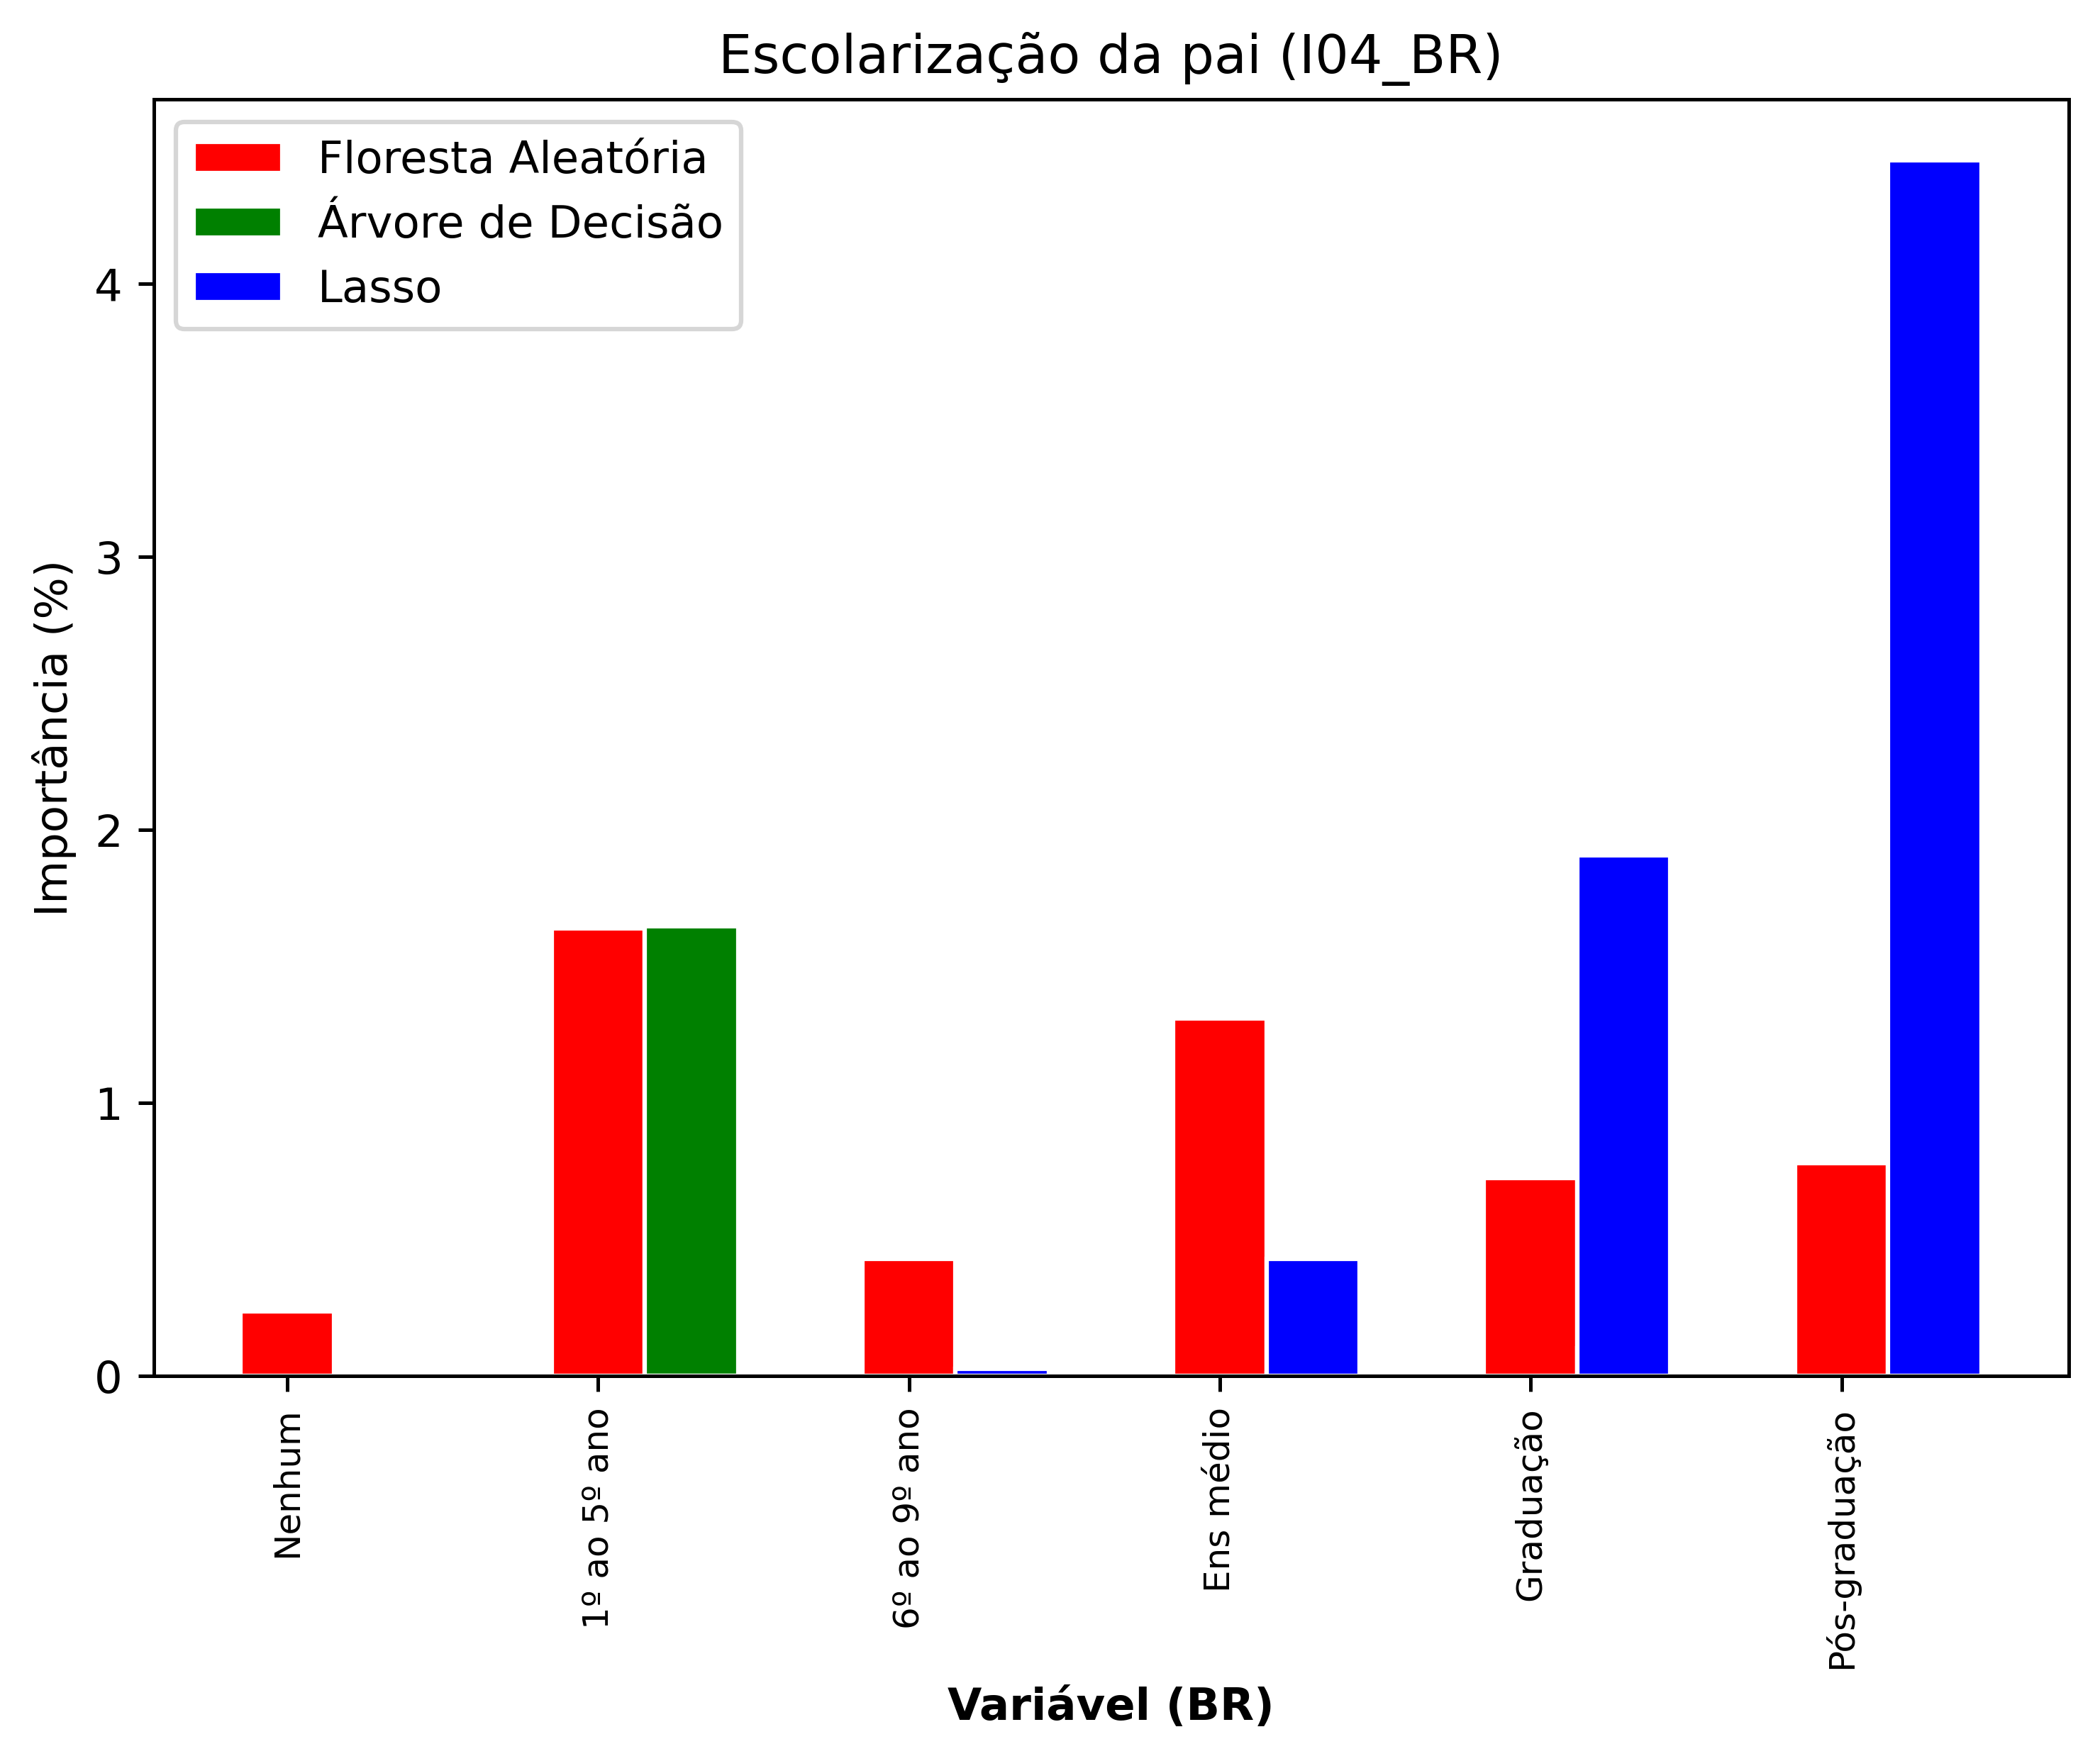 Escolarização da pai (I04_BR)
Floresta Aleatória
Árvore de Decisão
Lasso
Importância (%)
4
3
2
1
0
Nenhum
1º ao 5º ano
6º ao 9º ano
Ens médio
Graduação
Pós-graduação
Variável (BR)